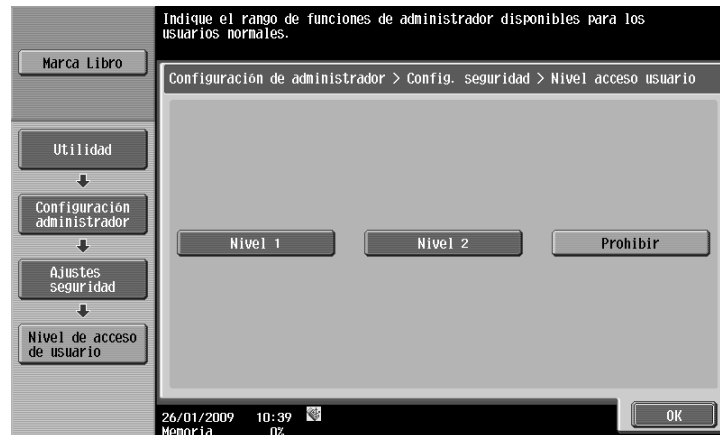 Indique el rango de funciones de administrador disponibles para los
usuarios normales.
Marca Libro
Configuración de administrador > Config. seguridad > Nivel acceso usuario
Utilidad
Configuración
administrador
Ajustes
seguridad
Nivel de acceso
de usuario
Nivel 1
Nivel 2
Prohibir
26/01/2009 10:39
Memoria 0%
OK